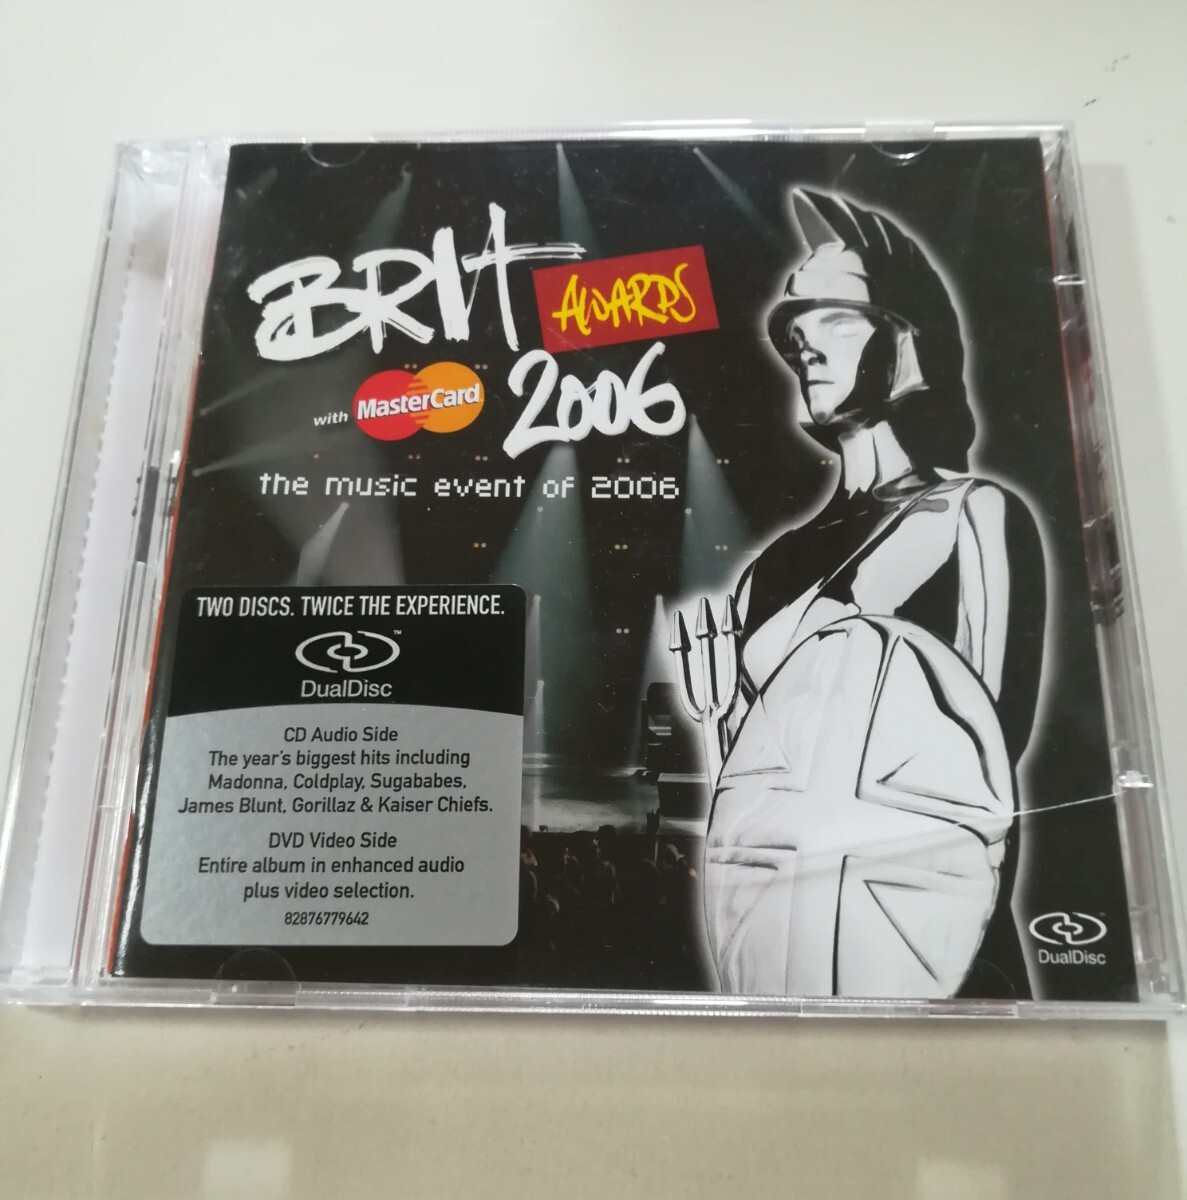 BRIT AWARDS
with MasterCard 2006
the music event of 2006
TWO DISCS. TWICE THE EXPERIENCE.
TM
DualDisc
CD Audio Side
The year's biggest hits including
Madonna, Coldplay, Sugababes,
James Blunt, Gorillaz & Kaiser Chiefs.
DVD Video Side
Entire album in enhanced audio
plus video selection.
82876779642
DualDisc